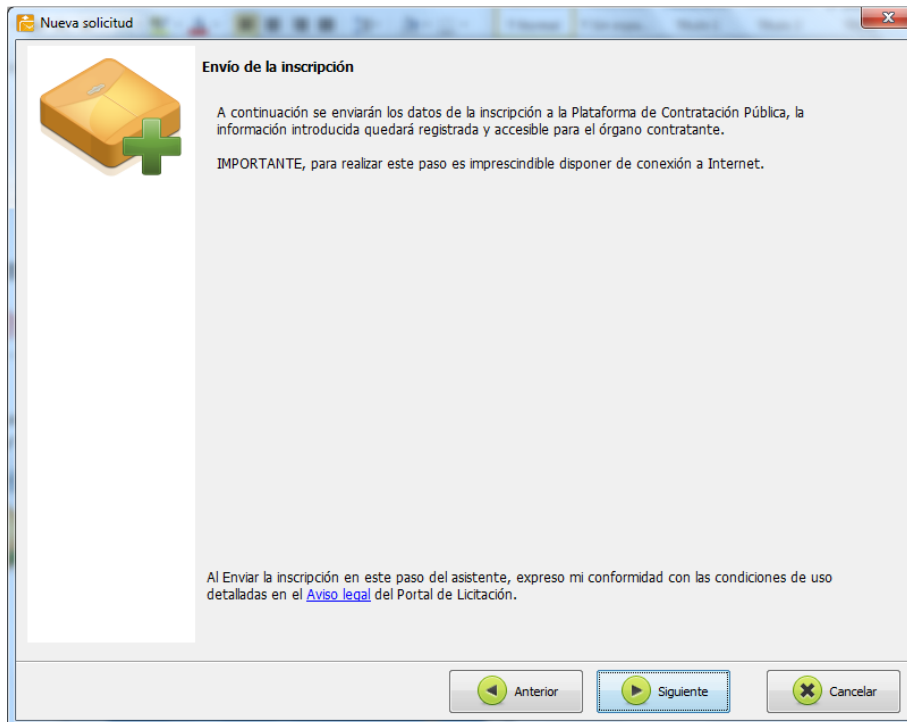 Nueva solicitud
Envío de la inscripción
A continuación se enviarán los datos de la inscripción a la Plataforma de Contratación Pública, la
información introducida quedará registrada y accesible para el órgano contratante.
IMPORTANTE, para realizar este paso es imprescindible disponer de conexión a Internet.
Al Enviar la inscripción en este paso del asistente, expreso mi conformidad con las condiciones de uso
detalladas en el Aviso legal del Portal de Licitación.
Anterior
Siguiente
Cancelar